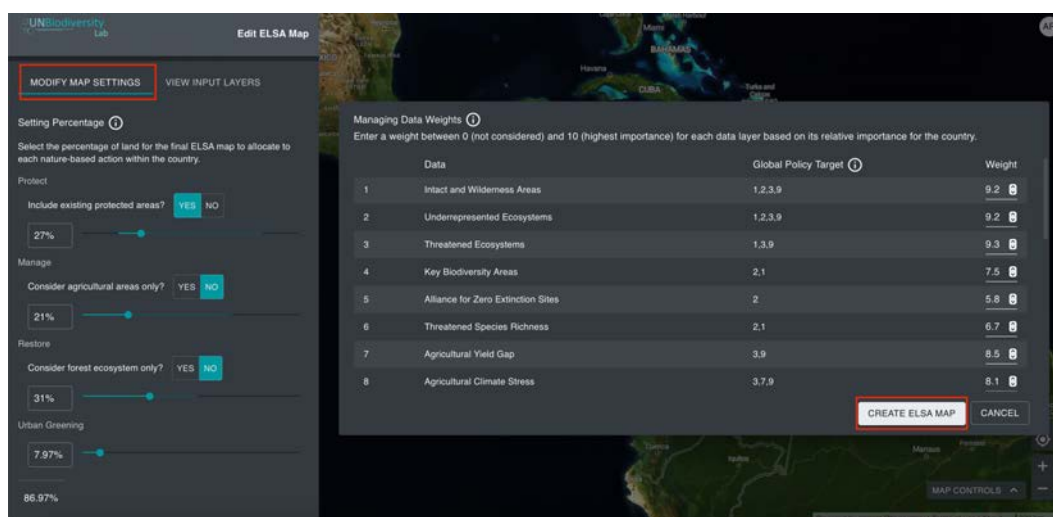 UNBiodiversity
Lab
Edit ELSA Map
MODIFY MAP SETTINGS
VIEW INPUT LAYERS
Setting Percentage
Select the percentage of land for the final ELSA map to allocate to
each nature-based action within the country.
Protect
Include existing protected areas? YES NO
27%
Manage
Consider agricultural areas only? YES NO
21%
Restore
Consider forest ecosystem only? YES NO
31%
Urban Greening
7.97%
86.97%
Miami
BAHAMAS
Havana
CUBA
Turks and
AF
Managing Data Weights
Enter a weight between 0 (not considered) and 10 (highest importance) for each data layer based on its relative importance for the country.
Data Global Policy Target Weight
1 Intact and Wilderness Areas 1,2,3,9 9.2
2 Underrepresented Ecosystems 1,2,3,9 9.2
3 Threatened Ecosystems 1,3,9 9.3
4 Key Biodiversity Areas 2,1 7.5
5 Alliance for Zero Extinction Sites 2 5.8
6 Threatened Species Richness 2,1 6.7
7 Agricultural Yield Gap 3,9 8.5
8 Agricultural Climate Stress 3,7,9 8.1
CREATE ELSA MAP
CANCEL
Cuenca
Iquitos
Manaus
MAP CONTROLS